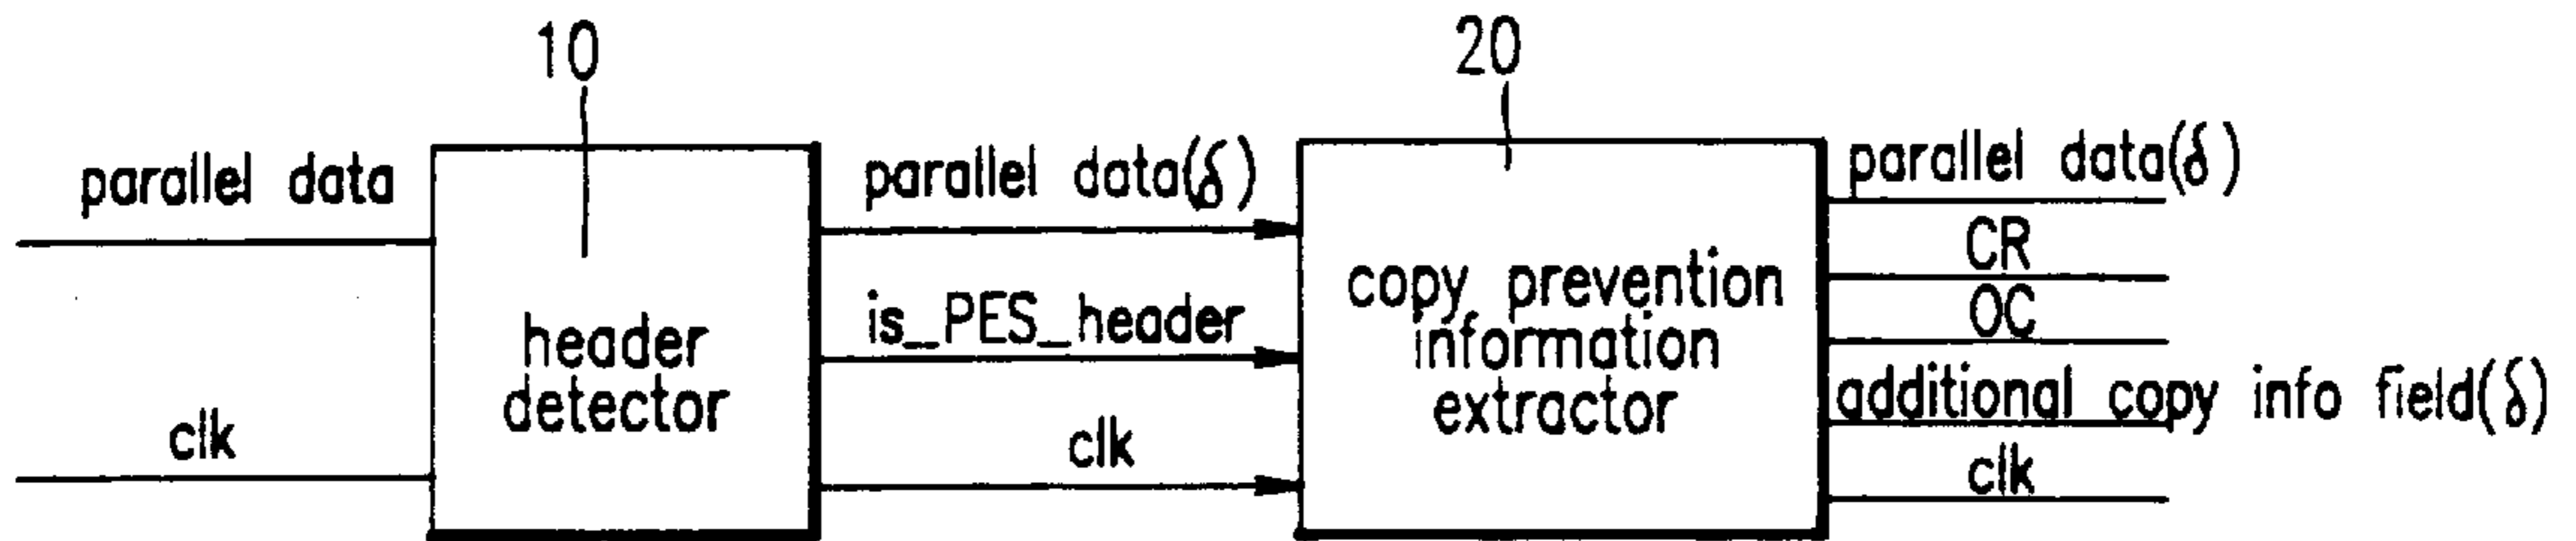 10
20
parallel data
clk
header
detector
parallel data(δ)
is_PES_header
clk
copy prevention
information
extractor
parallel data(δ)
CR
OC
additional copy info field(δ)
clk